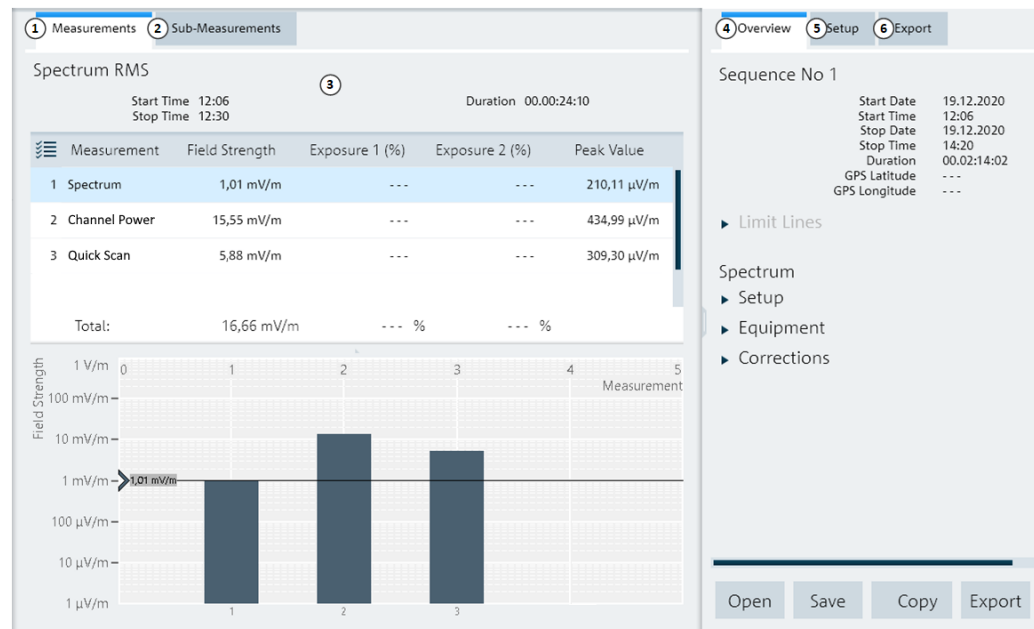 1 Measurements 2 Sub-Measurements
Spectrum RMS
3
Start Time 12:06
Stop Time 12:30
Duration 00.00:24:10
Measurement Field Strength Exposure 1 (%) Exposure 2 (%) Peak Value
1 Spectrum 1,01 mV/m --- --- 210,11 µV/m
2 Channel Power 15,55 mV/m --- --- 434,99 µV/m
3 Quick Scan 5,88 mV/m --- --- 309,30 µV/m
Total: 16,66 mV/m --- % --- %
Field Strength
1 V/m
0 1 2 3 4 5
Measurement
100 mV/m
10 mV/m
1 mV/m
1,01 mV/m
100 µV/m
10 µV/m
1 µV/m
1 2 3
4 Overview 5 Setup 6 Export
Sequence No 1
Start Date 19.12.2020
Start Time 12:06
Stop Date 19.12.2020
Stop Time 14:20
Duration 00.02:14:02
GPS Latitude ---
GPS Longitude ---
Limit Lines
Spectrum
Setup
Equipment
Corrections
Open Save Copy Export